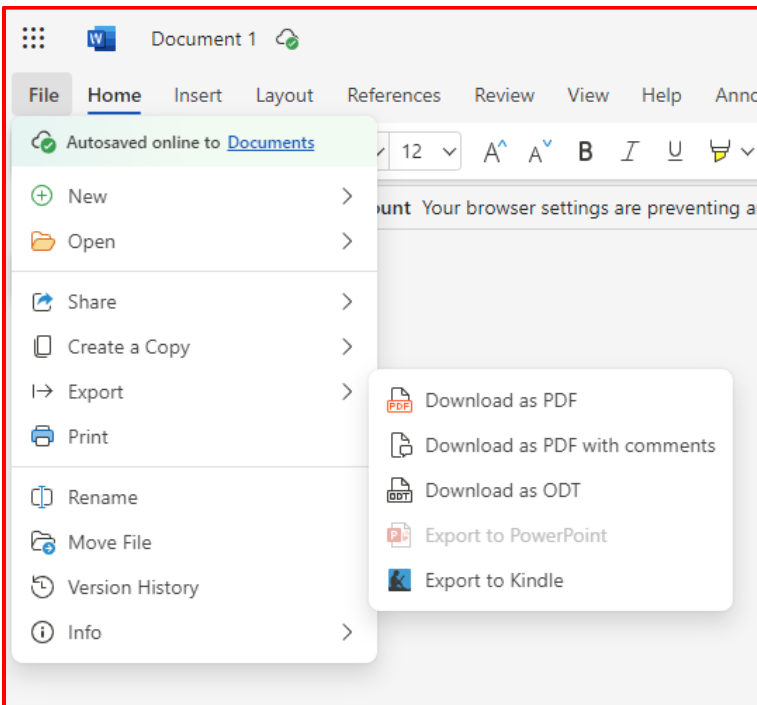 Document 1
File Home Insert Layout References Review View Help
Autosaved online to Documents
12 A A B I U
New
ount Your browser settings are preventing
Open
Share
Create a Copy
Export
Print
Download as PDF
Download as PDF with comments
Download as ODT
Export to PowerPoint
Export to Kindle
Rename
Move File
Version History
Info